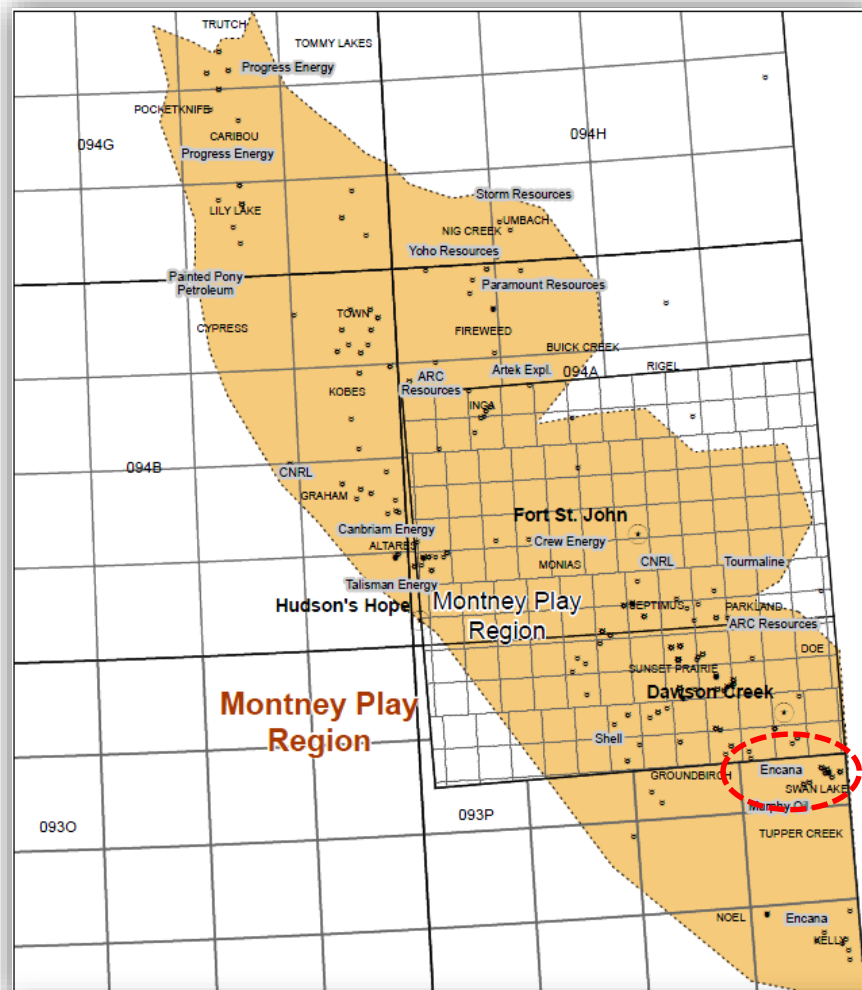 TRUTCH
TOMMY LAKES
Progress Energy
POCKETKNIFE
094H
CARIBOU
094G
Progress Energy
Storm Resources
LILY LAKE
UMBACH
NIG CREEK
Yoho Resources
Painted Pony
Petroleum
Paramount Resources
TOWN
CYPRESS
FIREWEED
BUICK CREEK
RIGEL
Artek Expl.
094A
ARC
Resources
KOBES
INGA
094B
CNRL
GRAHAM
Fort St. John
Canbriam Energy
Crew Energy
ALTARES
MONIAS
CNRL
Tourmaline
Talisman Energy
Hudson's Hope
Montney Play
Region
SEPTIMUS
PARKLAND
ARC Resources
DOE
SUNSET PRAIRIE
Dawson Creek
Montney Play
Region
Shell
GROUNDBIRCH
Encana
SWAN LAKE
Murphy Oil
093P
093O
TUPPER CREEK
NOEL
Encana
KELLY